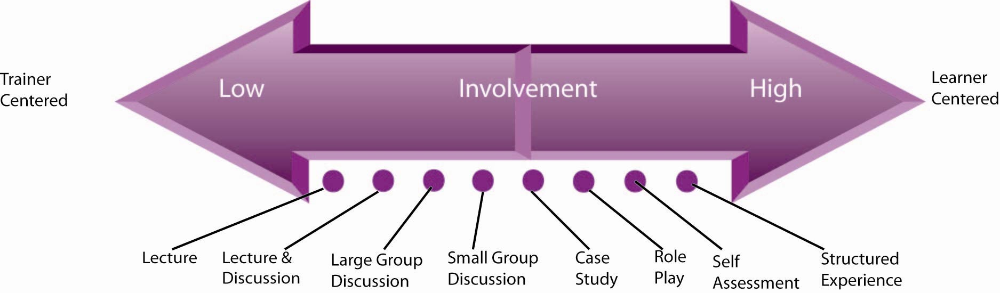 Trainer
Centered
Low
Involvement
High
Learner
Centered
Lecture
Lecture &
Discussion
Large Group
Discussion
Small Group
Discussion
Case
Study
Role
Play
Self
Assessment
Structured
Experience